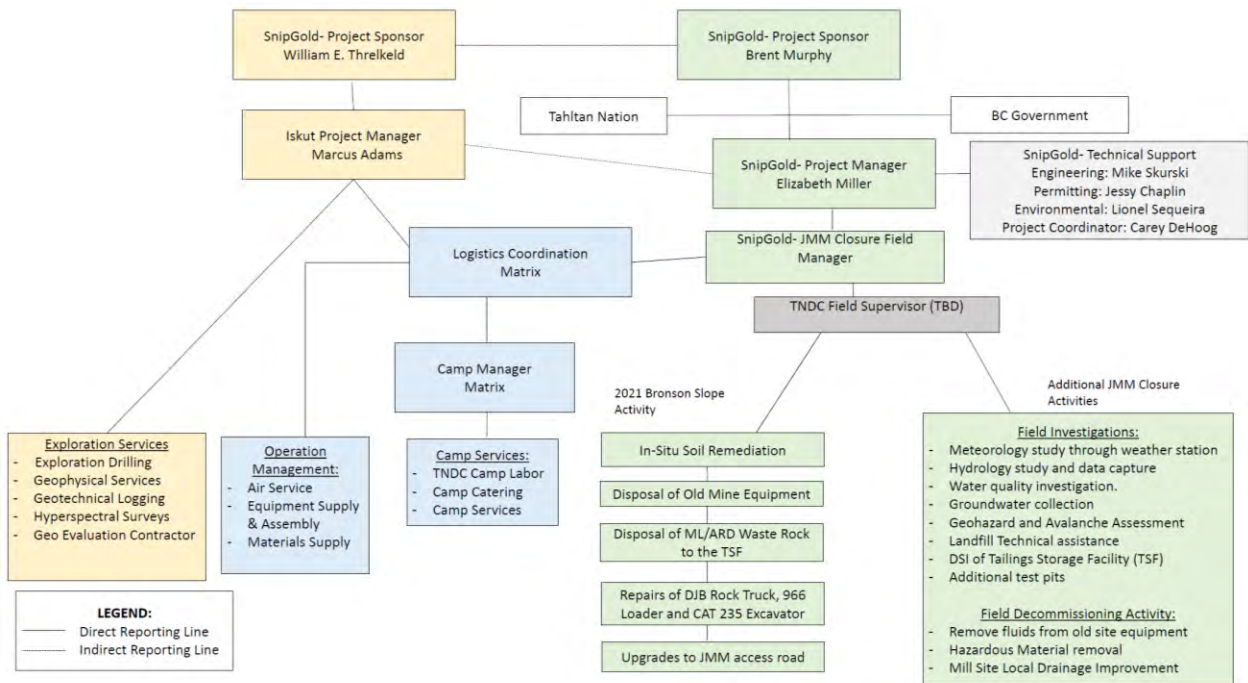 SnipGold- Project Sponsor
William E. Threlkeld
SnipGold- Project Sponsor
Brent Murphy
Tahltan Nation
BC Government
Iskut Project Manager
Marcus Adams
SnipGold- Project Manager
Elizabeth Miller
SnipGold- Technical Support
Engineering: Mike Skurski
Permitting: Jessy Chaplin
Environmental: Lionel Sequeira
Project Coordinator: Carey DeHoog
Logistics Coordination
Matrix
SnipGold- JMM Closure Field
Manager
TNDC Field Supervisor (TBD)
Camp Manager
Matrix
2021 Bronson Slope
Activity
Additional JMM Closure
Activities
Exploration Services
- Exploration Drilling
- Geophysical Services
- Geotechnical Logging
- Hyperspectral Surveys
- Geo Evaluation Contractor
Operation
Management:
- Air Service
- Equipment Supply
& Assembly
- Materials Supply
Camp Services:
- TNDC Camp Labor
- Camp Catering
- Camp Services
In-Situ Soil Remediation
Disposal of Old Mine Equipment
Disposal of ML/ARD Waste Rock
to the TSF
Repairs of DJB Rock Truck, 966
Loader and CAT 235 Excavator
Upgrades to JMM access road
Field Investigations:
- Meteorology study through weather station
- Hydrology study and data capture
- Water quality investigation.
- Groundwater collection
- Geohazard and Avalanche Assessment
- Landfill Technical assistance
- DSI of Tailings Storage Facility (TSF)
- Additional test pits
Field Decommissioning Activity:
- Remove fluids from old site equipment
- Hazardous Material removal
- Mill Site Local Drainage Improvement
LEGEND:
Direct Reporting Line
Indirect Reporting Line